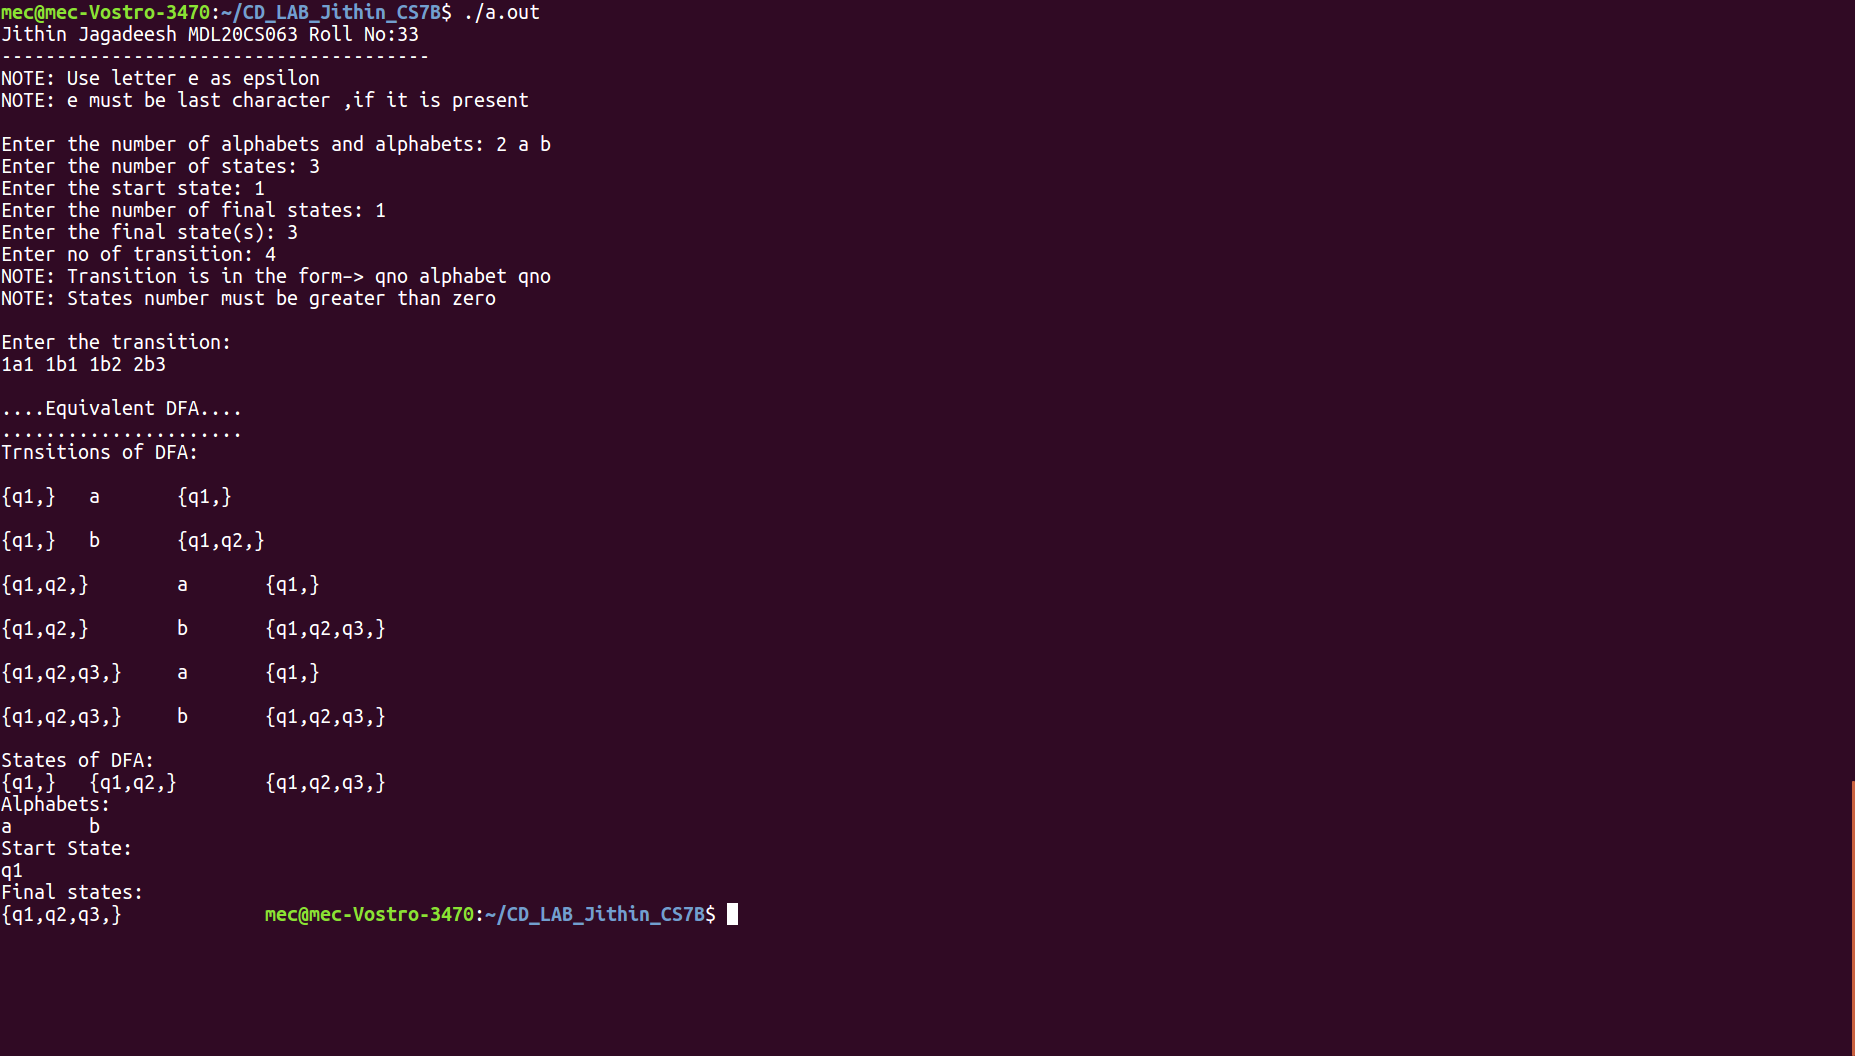 mec@mec-Vostro-3470:~/CD_LAB_Jithin_CS7B$ ./a.out
Jithin Jagadeesh MDL20CS063 Roll No:33
---------------------------------------
NOTE: Use letter e as epsilon
NOTE: e must be last character ,if it is present
Enter the number of alphabets and alphabets: 2 a b
Enter the number of states: 3
Enter the start state: 1
Enter the number of final states: 1
Enter the final state(s): 3
Enter no of transition: 4
NOTE: Transition is in the form-> qno alphabet qno
NOTE: States number must be greater than zero
Enter the transition:
1a1 1b1 1b2 2b3
....Equivalent DFA....
......................
Trnsitions of DFA:
{q1,}   a       {q1,}
{q1,}   b       {q1,q2,}
{q1,q2,}        a       {q1,}
{q1,q2,}        b       {q1,q2,q3,}
{q1,q2,q3,}     a       {q1,}
{q1,q2,q3,}     b       {q1,q2,q3,}
States of DFA:
{q1,}   {q1,q2,}        {q1,q2,q3,}
Alphabets:
a       b
Start State:
q1
Final states:
{q1,q2,q3,}             mec@mec-Vostro-3470:~/CD_LAB_Jithin_CS7B$